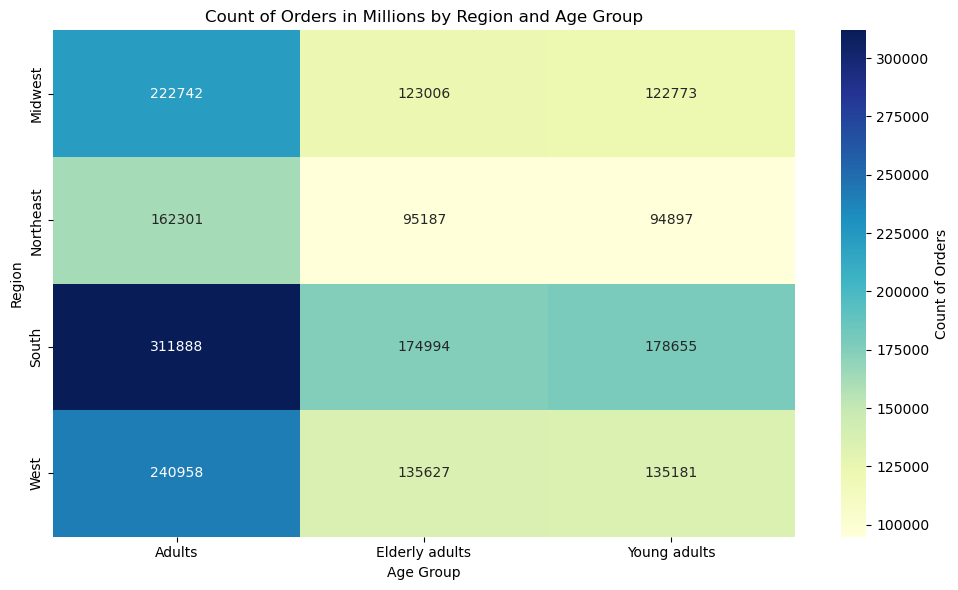 Count of Orders in Millions by Region and Age Group
Region
Midwest
222742 123006 122773
Northeast
162301 95187 94897
South
311888 174994 178655
West
240958 135627 135181
Adults Elderly adults Young adults
Age Group
300000
275000
250000
225000
200000
175000
150000
125000
100000
Count of Orders